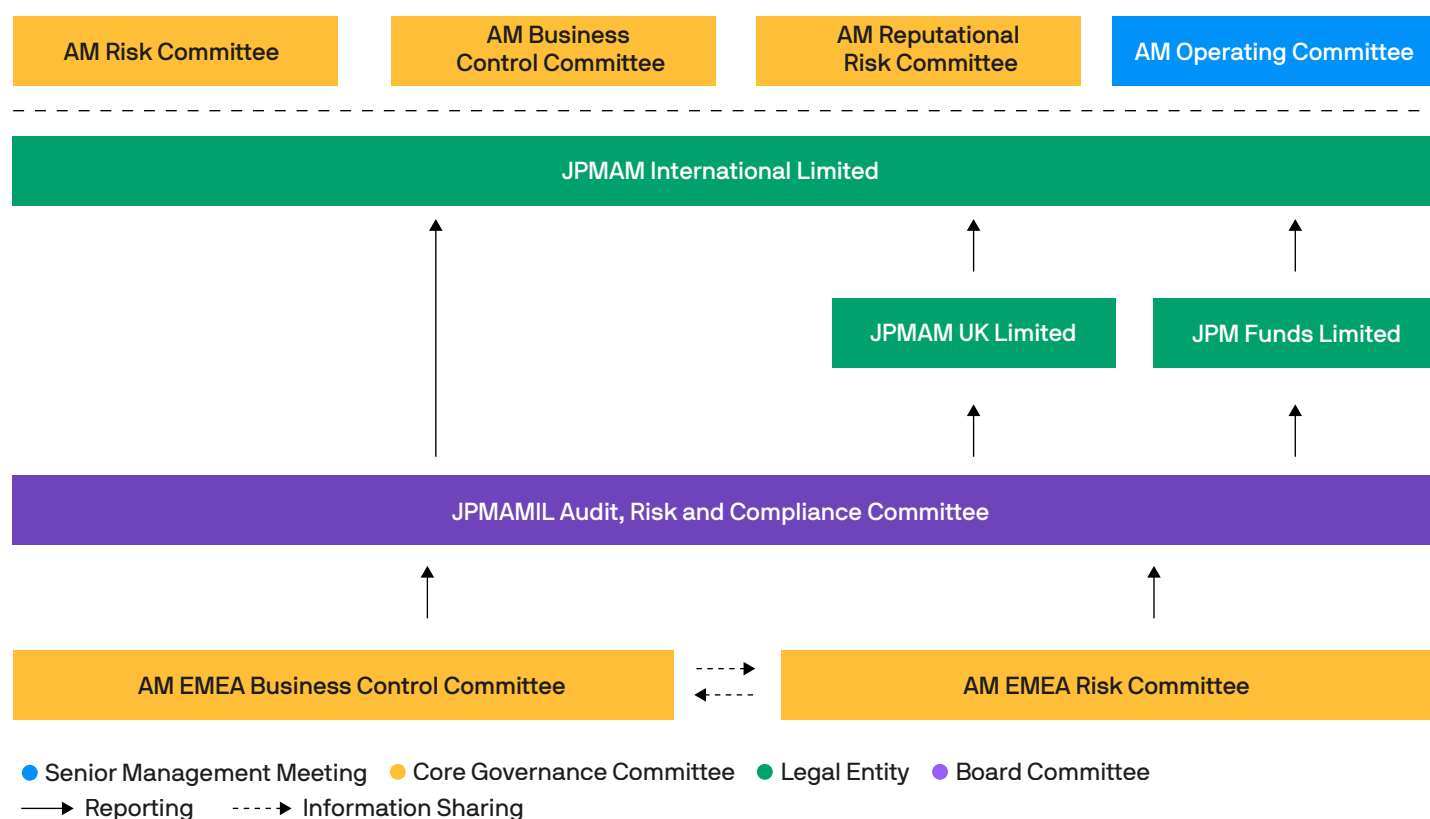 AM Risk Committee
AM Business
Control Committee
AM Reputational
Risk Committee
AM Operating Committee
JPMAM International Limited
JPMAM UK Limited
JPM Funds Limited
JPMAMIL Audit, Risk and Compliance Committee
AM EMEA Business Control Committee
AM EMEA Risk Committee
Senior Management Meeting
Core Governance Committee
Legal Entity
Board Committee
Reporting
Information Sharing